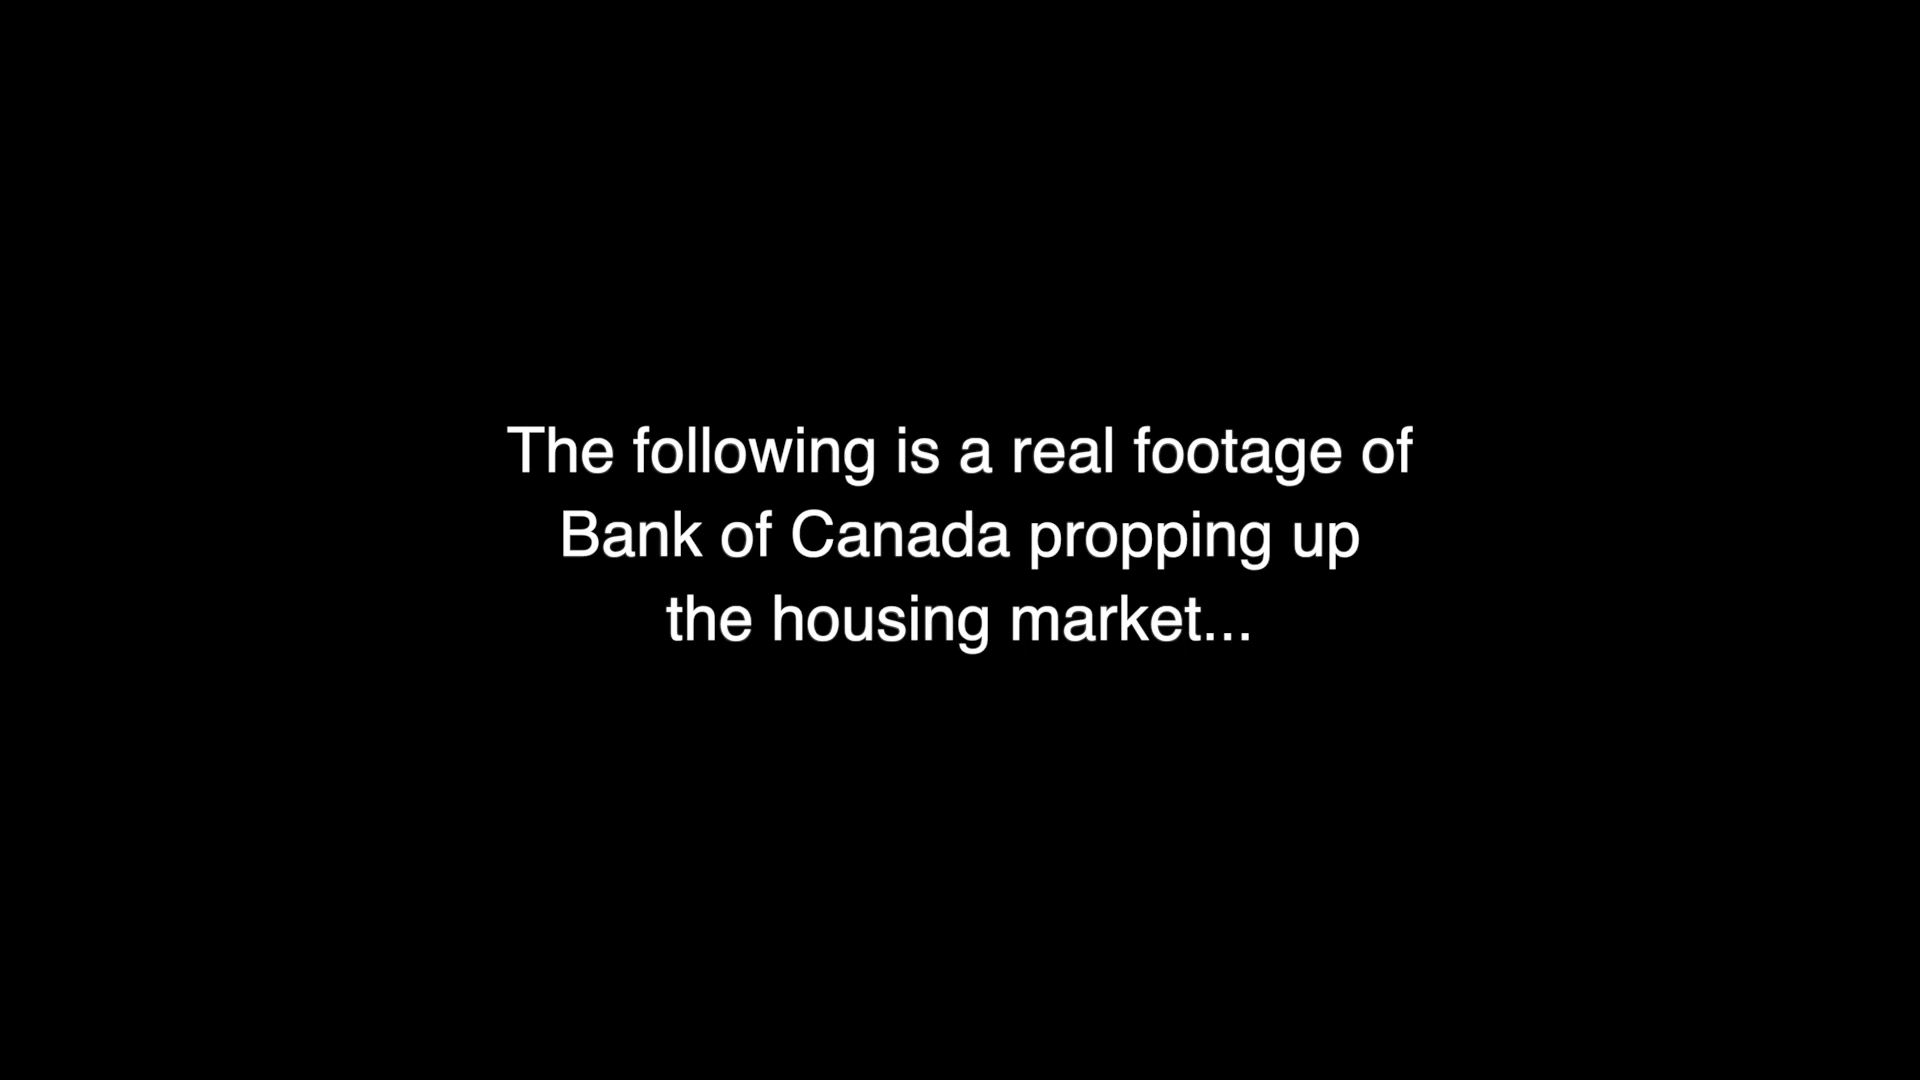 The following is a real footage of
Bank of Canada propping up
the housing market...